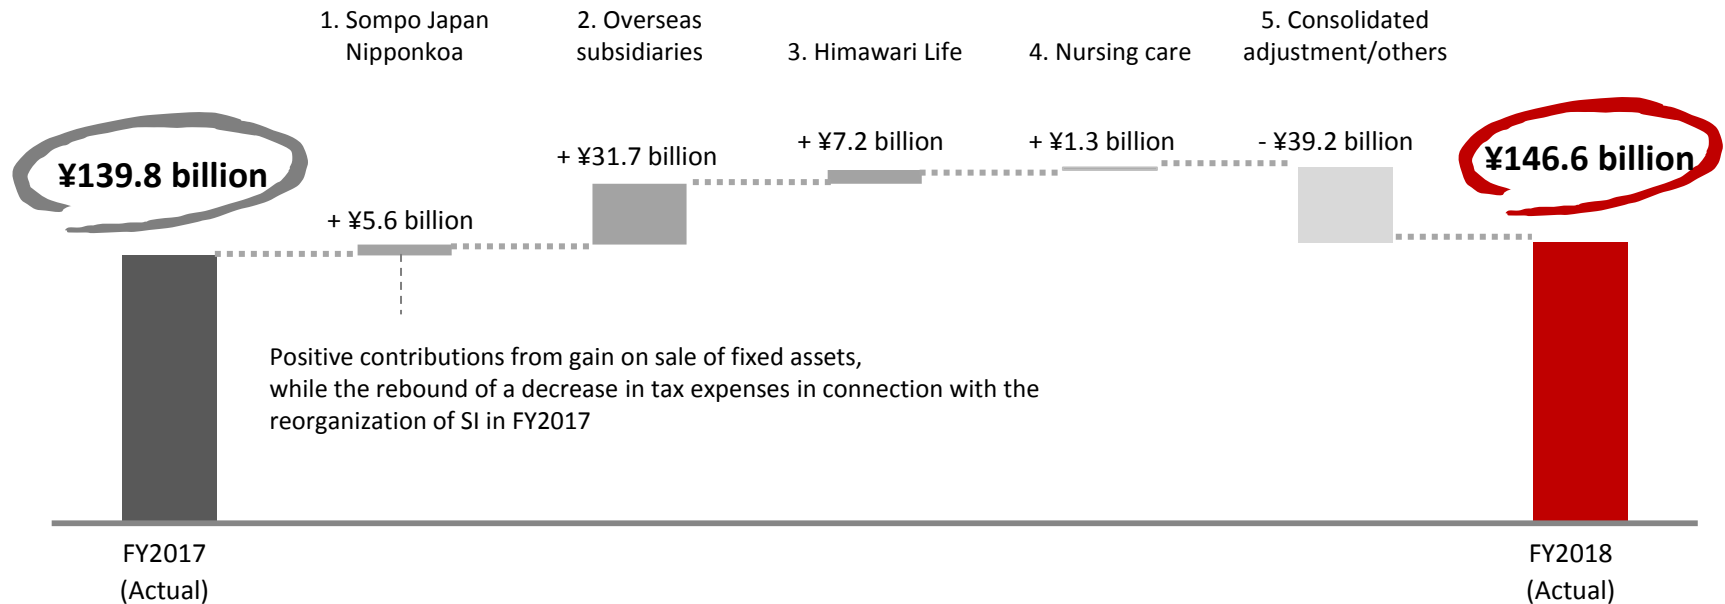 1. Sompo Japan
Nipponkoa
2. Overseas
subsidiaries
3. Himawari Life
4. Nursing care
5. Consolidated
adjustment/others
¥139.8 billion
+ ¥5.6 billion
+ ¥31.7 billion
+ ¥7.2 billion
+ ¥1.3 billion
- ¥39.2 billion
¥146.6 billion
Positive contributions from gain on sale of fixed assets,
while the rebound of a decrease in tax expenses in connection with the
reorganization of SI in FY2017
FY2017
(Actual)
FY2018
(Actual)